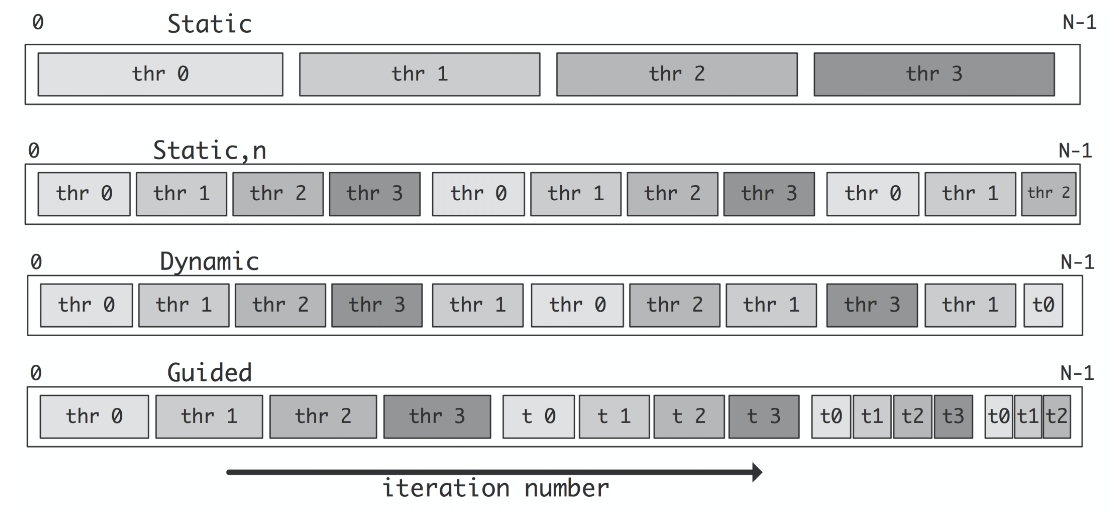 0 Static N-1
thr 0 thr 1 thr 2 thr 3
0 Static,n N-1
thr 0 thr 1 thr 2 thr 3 thr 0 thr 1 thr 2 thr 3 thr 0 thr 1 thr 2
0 Dynamic N-1
thr 0 thr 1 thr 2 thr 3 thr 1 thr 0 thr 2 thr 1 thr 3 thr 1 t0
0 Guided N-1
thr 0 thr 1 thr 2 thr 3 t 0 t 1 t 2 t 3 t0 t1 t2 t3 t0 t1 t2
iteration number